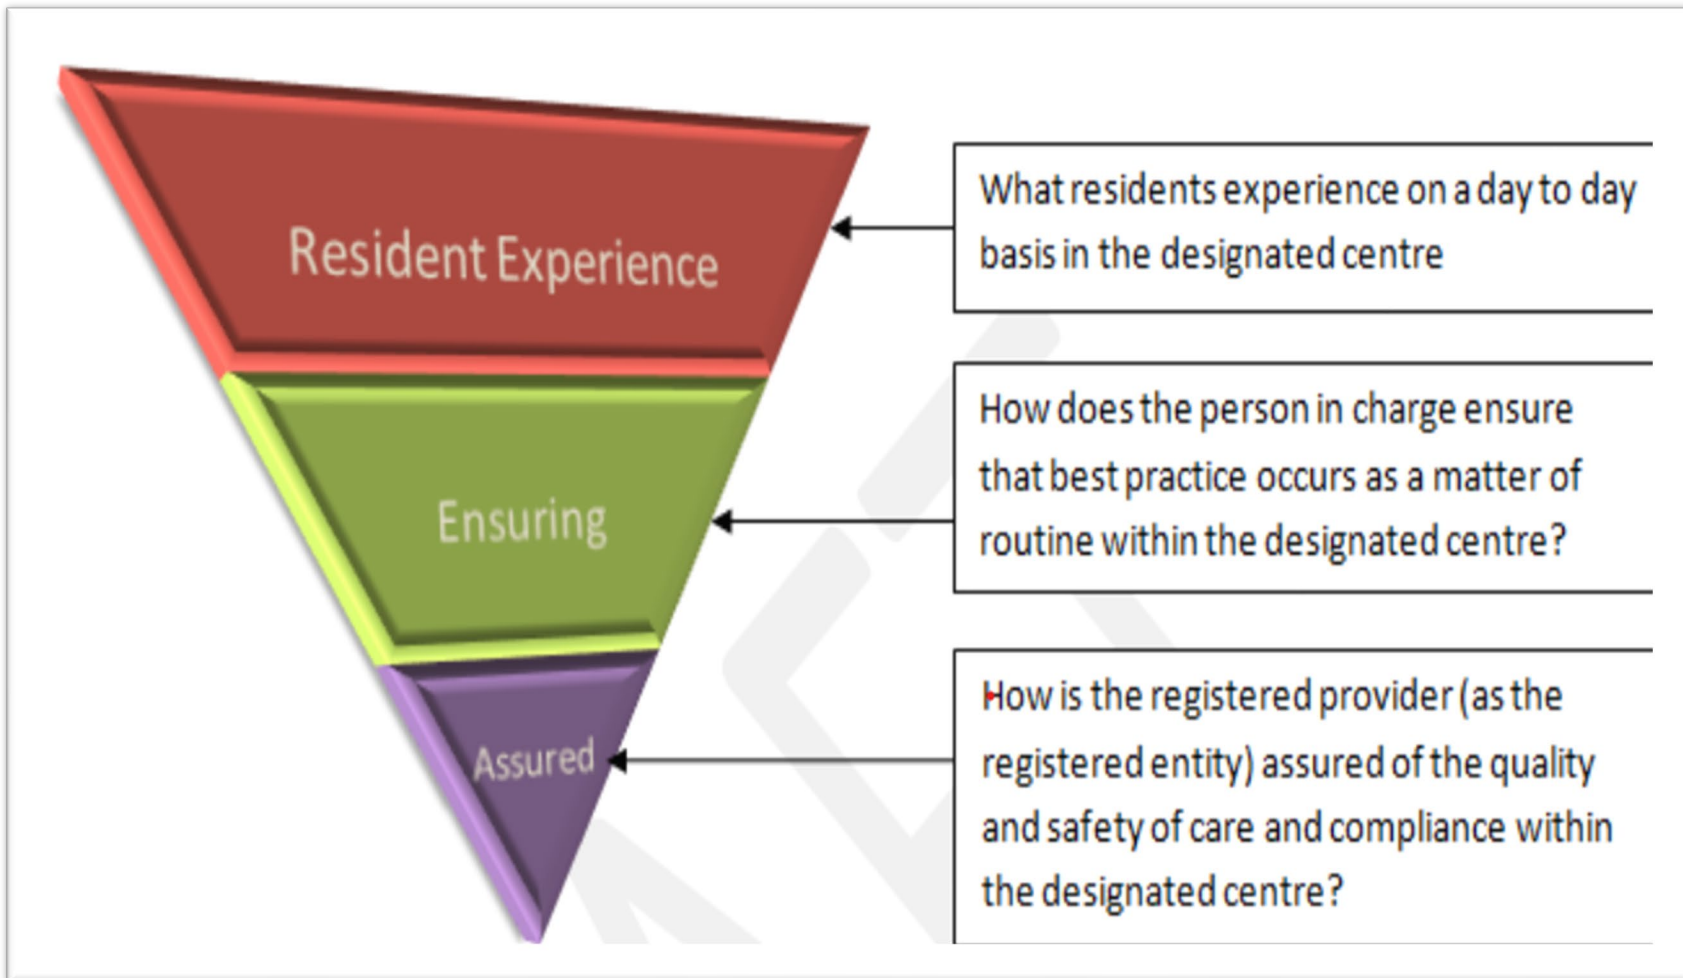 Resident Experience
What residents experience on a day to day
basis in the designated centre
Ensuring
How does the person in charge ensure
that best practice occurs as a matter of
routine within the designated centre?
Assured
How is the registered provider (as the
registered entity) assured of the quality
and safety of care and compliance within
the designated centre?